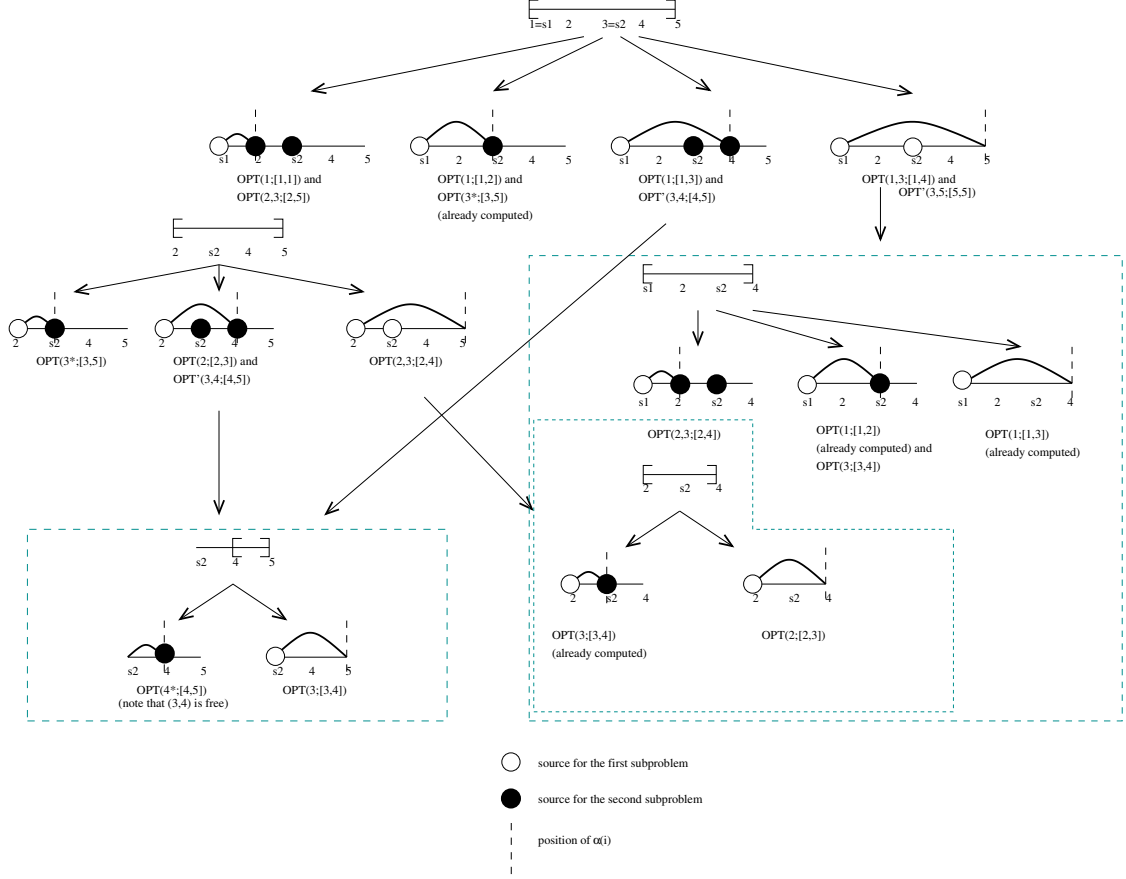 1=s1 2 3=s2 4 5
s1 2 s2 4 5
s1 2 s2 4 5
s1 2 s2 4 5
s1 2 s2 4 5
OPT(1;[1,1]) and
OPT(2,3;[2,5])
OPT(1;[1,2]) and
OPT(3*;[3,5])
(already computed)
OPT(1;[1,3]) and
OPT'(3,4;[4,5])
OPT(1,3;[1,4]) and
OPT'(3,5;[5,5])
2 s2 4 5
2 s2 4 5
2 s2 4 5
2 s2 4 5
OPT(3*;[3,5])
OPT(2;[2,3]) and
OPT'(3,4;[4,5])
OPT(2,3;[2,4])
s1 2 s2 4
s1 2 s2 4
s1 2 s2 4
s1 2 s2 4
OPT(2,3;[2,4])
OPT(1;[1,2])
(already computed) and
OPT(3;[3,4])
OPT(1;[1,3])
(already computed)
2 s2 4
2 s2 4
2 s2 4
OPT(3;[3,4])
(already computed)
OPT(2;[2,3])
s2 4 5
s2 4 5
s2 4 5
OPT(4*;[4,5])
(note that (3,4) is free)
OPT(3;[3,4])
source for the first subproblem
source for the second subproblem
position of α(i)